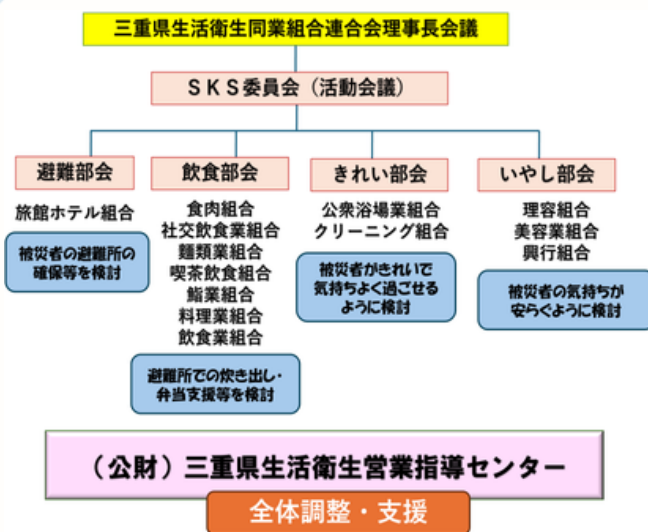 三重県生活衛生同業組合連合会理事長会議
ＳＫＳ委員会（活動会議）
避難部会
旅館ホテル組合
被災者の避難所の
確保等を検討
飲食部会
食肉組合
社交飲食業組合
麺類業組合
喫茶飲食組合
鮨業組合
料理業組合
飲食業組合
避難所での炊き出し・
弁当支援等を検討
きれい部会
公衆浴場業組合
クリーニング組合
被災者がきれいで
気持ちよく過ごせる
ように検討
いやし部会
理容組合
美容業組合
興行組合
被災者の気持ちが
安らぐように検討
（公財）三重県生活衛生営業指導センター
全体調整・支援